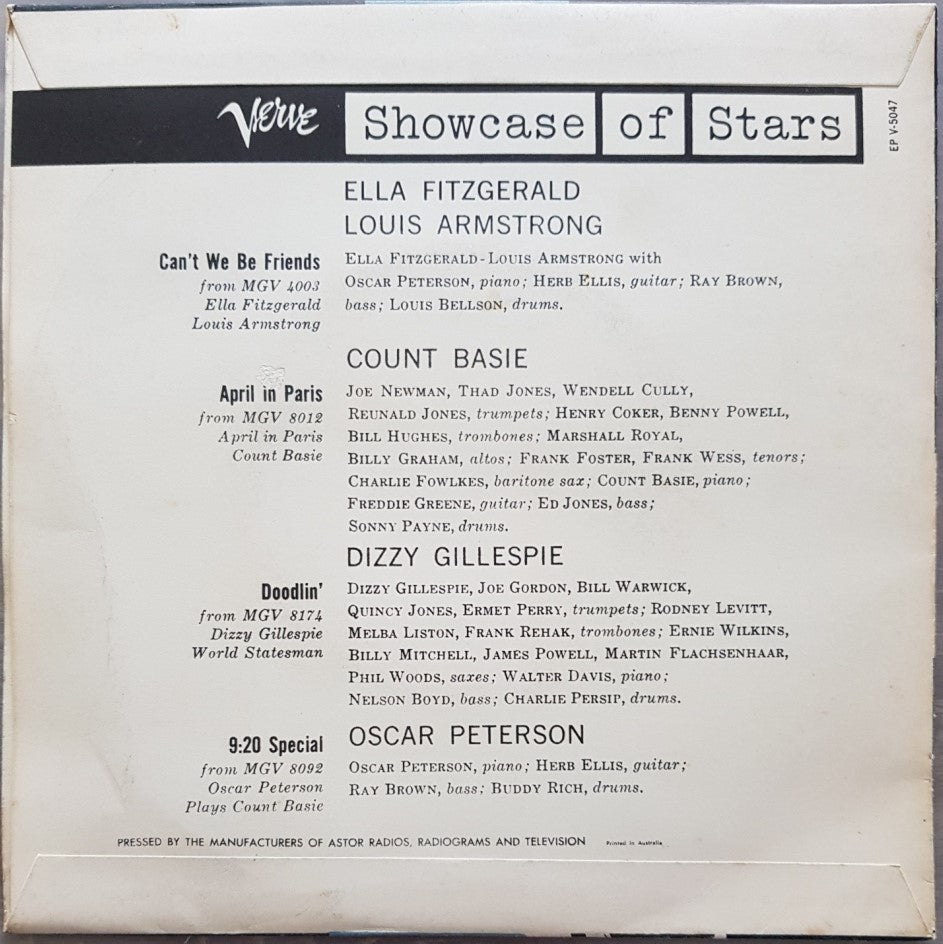 Verve Showcase of Stars
EP V-5047
ELLA FITZGERALD
LOUIS ARMSTRONG
Can't We Be Friends
from MGV 4003
Ella Fitzgerald
Louis Armstrong
ELLA FITZGERALD-LOUIS ARMSTRONG with
OSCAR PETERSON, piano; HERB ELLIS, guitar; RAY BROWN,
bass; LOUIS BELLSON, drums.
COUNT BASIE
April in Paris
from MGV 8012
April in Paris
Count Basie
JOE NEWMAN, THAD JONES, WENDELL CULLY,
REUNALD JONES, trumpets; HENRY COKER, BENNY POWELL,
BILL HUGHES, trombones; MARSHALL ROYAL,
BILLY GRAHAM, altos; FRANK FOSTER, FRANK WESS, tenors;
CHARLIE FOWLKES, baritone sax; COUNT BASIE, piano;
FREDDIE GREENE, guitar; ED JONES, bass;
SONNY PAYNE, drums.
DIZZY GILLESPIE
Doodlin'
from MGV 8174
Dizzy Gillespie
World Statesman
DIZZY GILLESPIE, JOE GORDON, BILL WARWICK,
QUINCY JONES, ERMET PERRY, trumpets; RODNEY LEVITT,
MELBA LISTON, FRANK REHAK, trombones; ERNIE WILKINS,
BILLY MITCHELL, JAMES POWELL, MARTIN FLACHSENHAAR,
PHIL WOODS, saxes; WALTER DAVIS, piano;
NELSON BOYD, bass; CHARLIE PERSIP, drums.
OSCAR PETERSON
9:20 Special
from MGV 8092
Oscar Peterson
Plays Count Basie
OSCAR PETERSON, piano; HERB ELLIS, guitar;
RAY BROWN, bass; BUDDY RICH, drums.
PRESSED BY THE MANUFACTURERS OF ASTOR RADIOS, RADIOGRAMS AND TELEVISION Printed in Australia